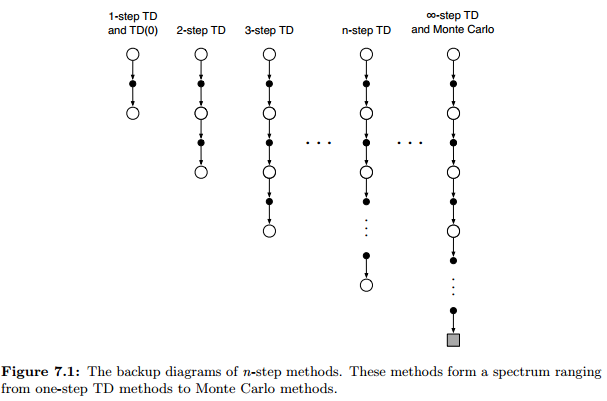 1-step TD
and TD(0)
2-step TD
3-step TD
n-step TD
∞-step TD
and Monte Carlo
Figure 7.1: The backup diagrams of n-step methods. These methods form a spectrum ranging
from one-step TD methods to Monte Carlo methods.